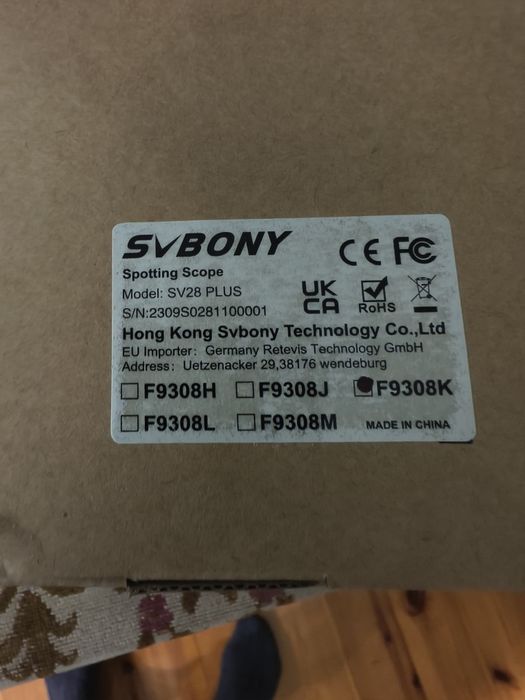 SVBONY
CE FC
Spotting Scope
Model: SV28 PLUS
UK
CA
RoHS
S/N:2309S0281100001
Hong Kong Svbony Technology Co.,Ltd
EU Importer: Germany Retevis Technology GmbH
Address: Uetzenacker 29,38176 wendeburg
F9308H F9308J F9308K
F9308L F9308M MADE IN CHINA